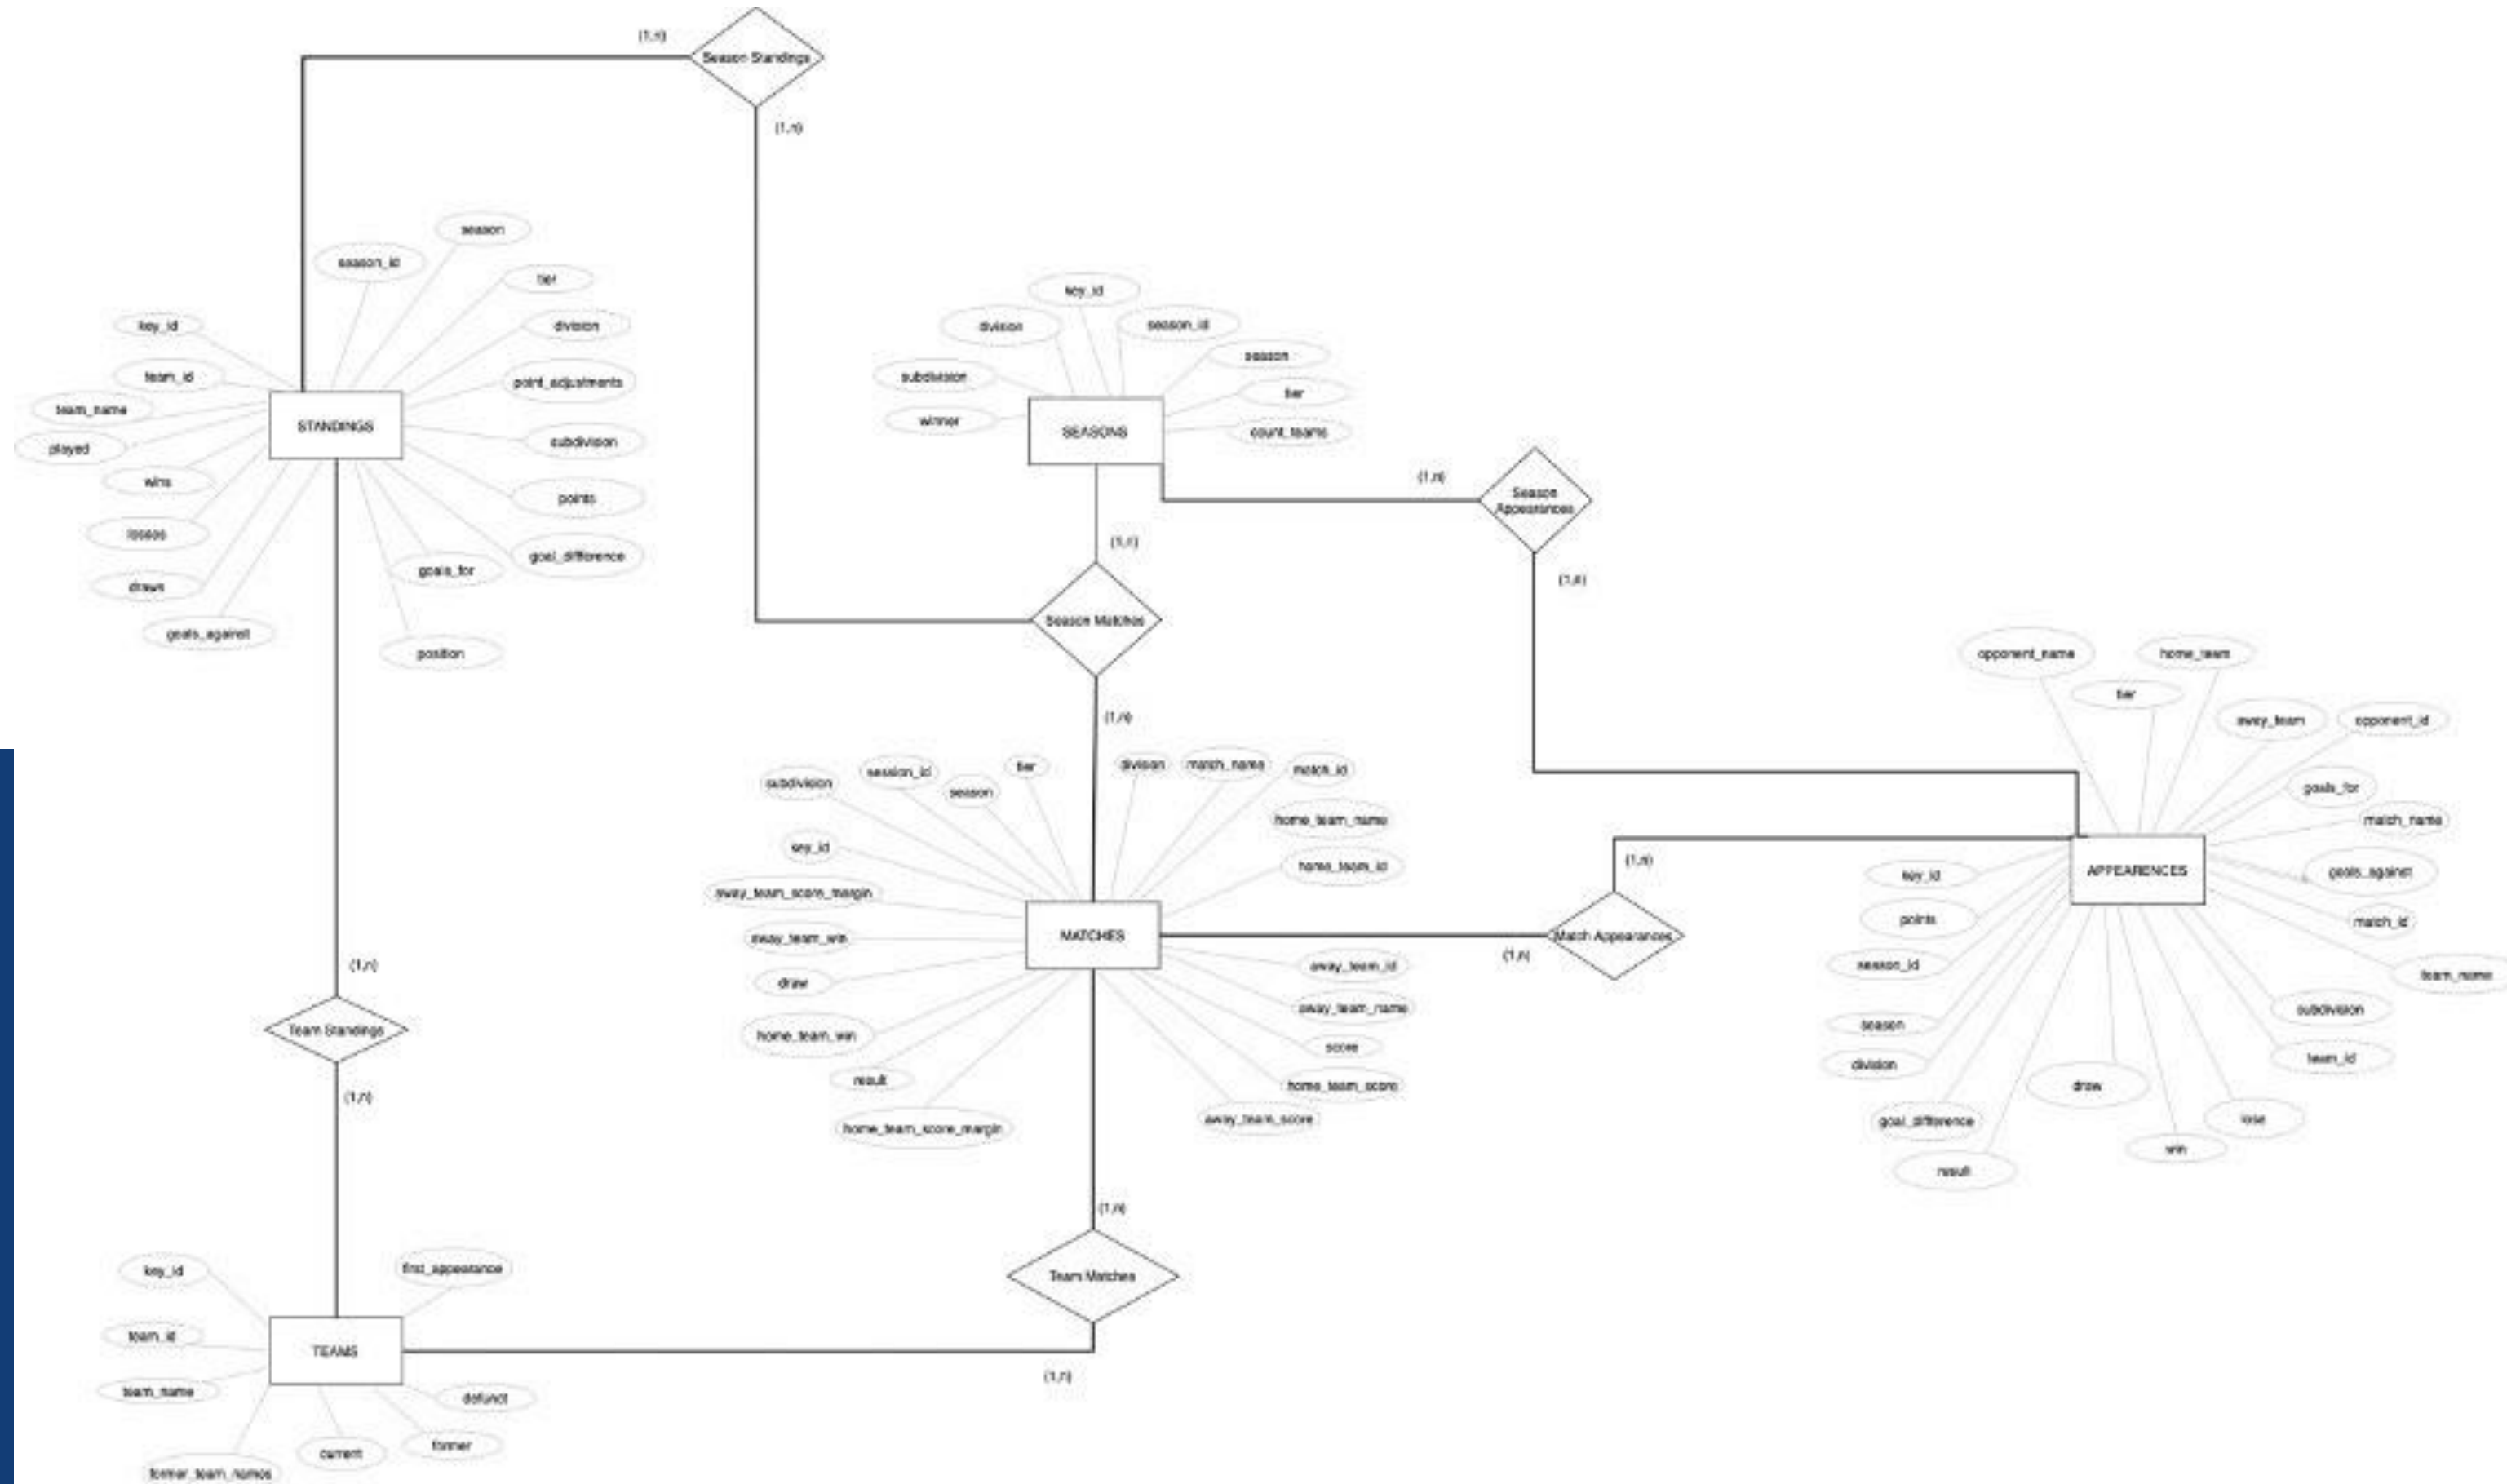 (1,n)
Season Standings
(1,n)
season
season_id
tier
key_id
division
team_id
point_adjustments
team_name
STANDINGS
played
subdivision
wins
points
losses
goal_diffference
goals_for
draws
goals_against
position
key_id
division
season_id
season
subdivision
tier
winner
SEASONS
count_teams
(1,n)
Season
Appearances
(1,n)
(1,n)
Season Matches
(1,n)
opponent_name
home_team
tier
away_team
opponent_id
goals_for
match_name
key_id
APPEARENCES
goals_against
points
match_id
season_id
team_name
season
subdivision
division
team_id
draw
goal_diffference
lose
win
result
subdivision
session_id
season
tier
division
match_name
match_id
home_team_name
key_id
home_team_id
away_team_score_margin
away_team_win
MATCHES
draw
away_team_id
away_team_name
home_team_win
score
result
home_team_score
home_team_score_margin
away_team_score
(1,n)
Match Appearances
(1,n)
(1,n)
Team Standings
(1,n)
(1,n)
Team Matches
(1,n)
key_id
first_appearance
team_id
TEAMS
team_name
defunct
former
current
former_team_names